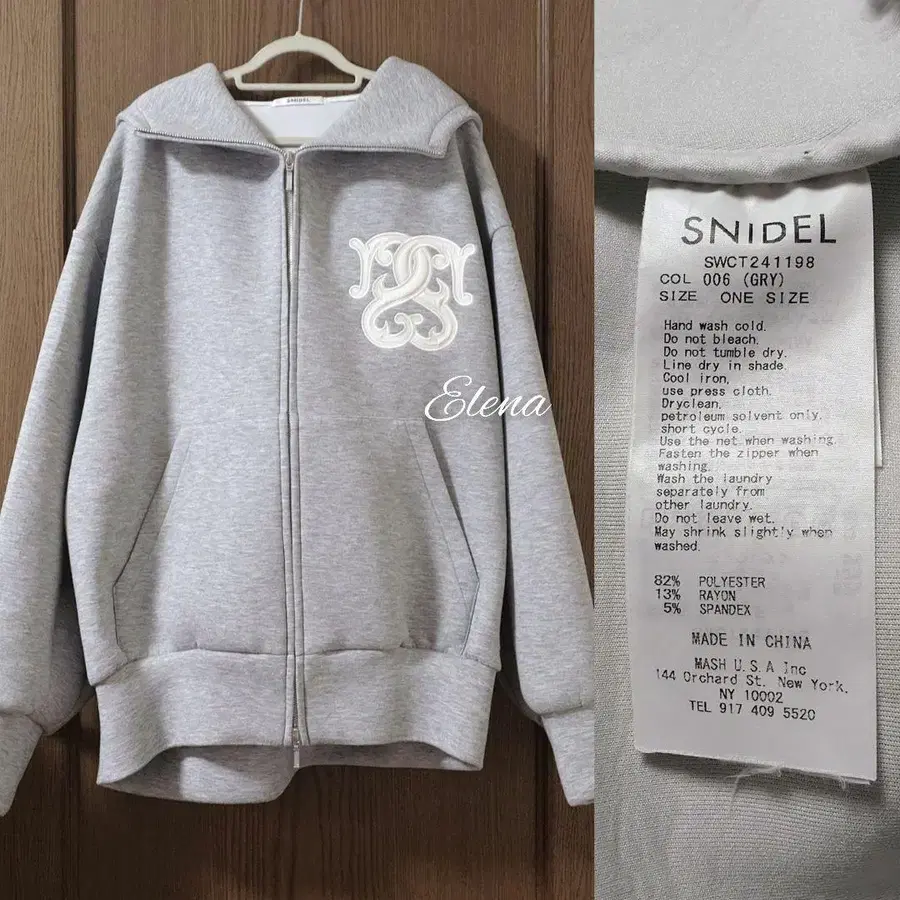 SNIDEL
Elena
SNIDEL
SWCT241198
COL 006 (GRY)
SIZE ONE SIZE
Hand wash cold.
Do not bleach.
Do not tumble dry.
Line dry in shade.
Cool iron,
use press cloth.
Dryclean,
petroleum solvent only.
short cycle.
Use the net when washing.
Fasten the zipper when
washing.
Wash the laundry
separately from
other laundry.
Do not leave wet.
May shrink slightly when
washed.
82% POLYESTER
13% RAYON
5% SPANDEX
MADE IN CHINA
MASH U.S.A Inc
144 Orchard St. New York.
NY 10002
TEL 917 409 5520